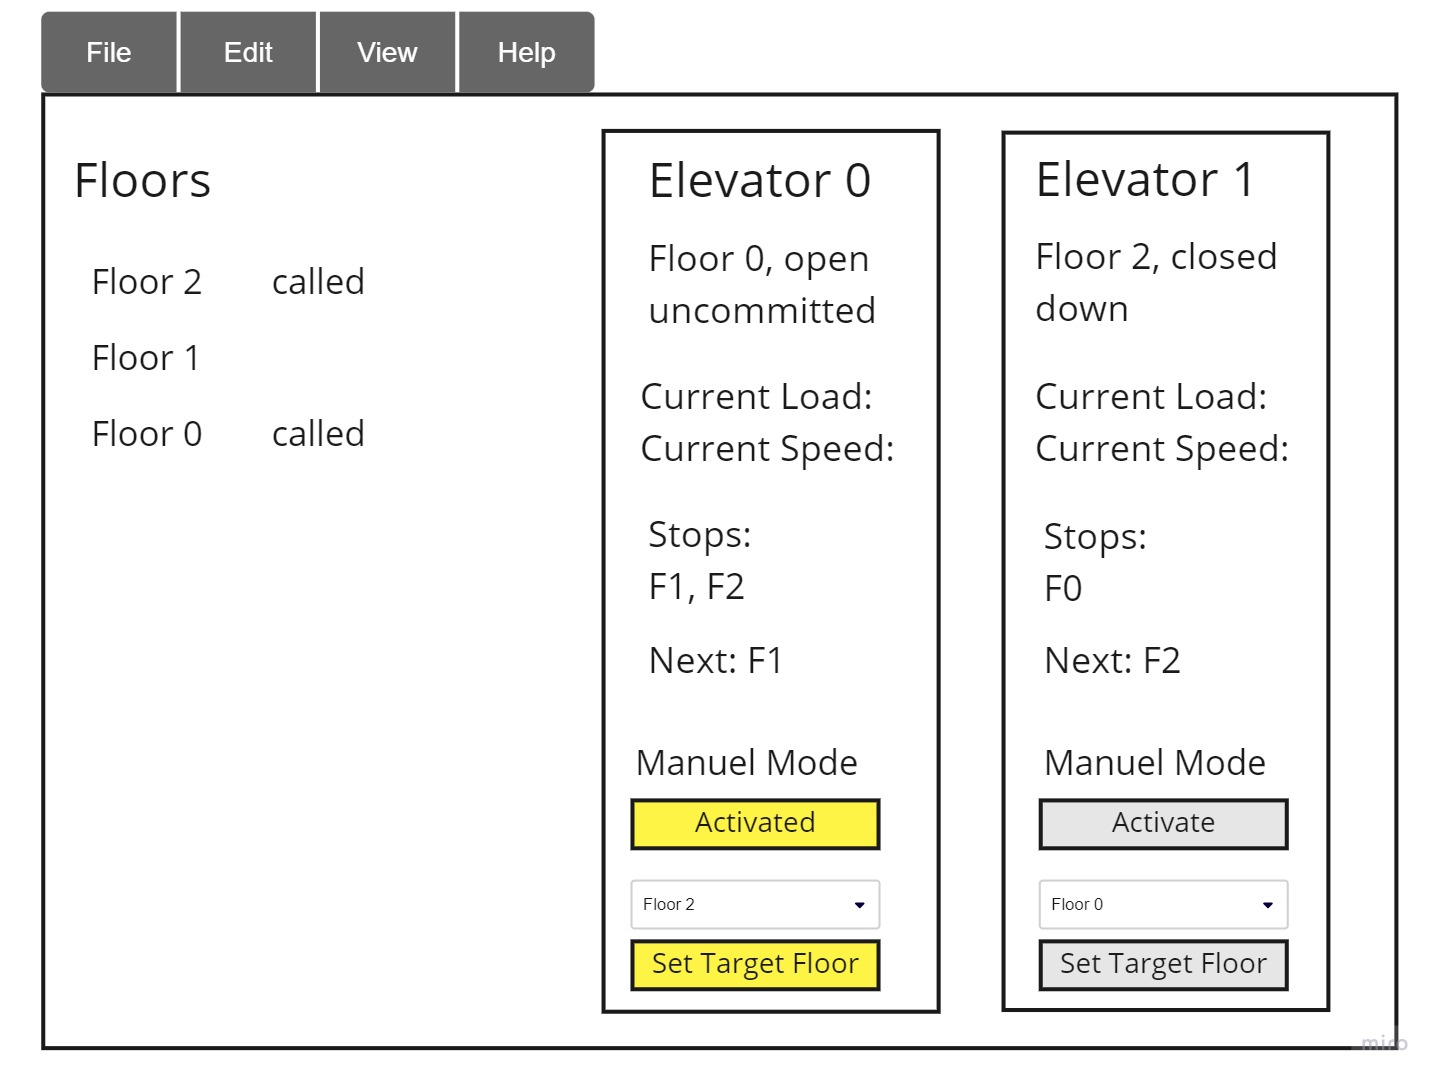 File Edit View Help
Floors
Floor 2 called
Floor 1
Floor 0 called
Elevator 0
Floor 0, open
uncommitted
Current Load:
Current Speed:
Stops:
F1, F2
Next: F1
Manuel Mode
Activated
Floor 2
Set Target Floor
Elevator 1
Floor 2, closed
down
Current Load:
Current Speed:
Stops:
F0
Next: F2
Manuel Mode
Activate
Floor 0
Set Target Floor
miro